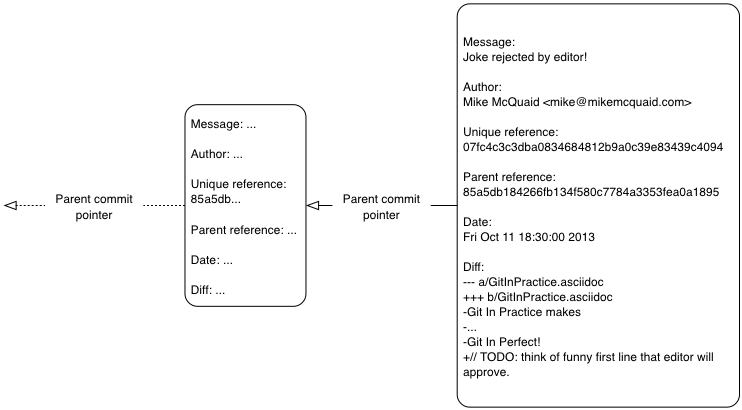 Parent commit
pointer
Message: ...
Author: ...
Unique reference:
85a5db...
Parent reference: ...
Date: ...
Diff: ...
Parent commit
pointer
Message:
Joke rejected by editor!
Author:
Mike McQuaid <mike@mikemcquaid.com>
Unique reference:
07fc4c3c3dba0834684812b9a0c39e83439c4094
Parent reference:
85a5db184266fb134f580c7784a3353fea0a1895
Date:
Fri Oct 11 18:30:00 2013
Diff:
--- a/GitInPractice.asciidoc
+++ b/GitInPractice.asciidoc
-Git In Practice makes
-...
-Git In Perfect!
+// TODO: think of funny first line that editor will
approve.